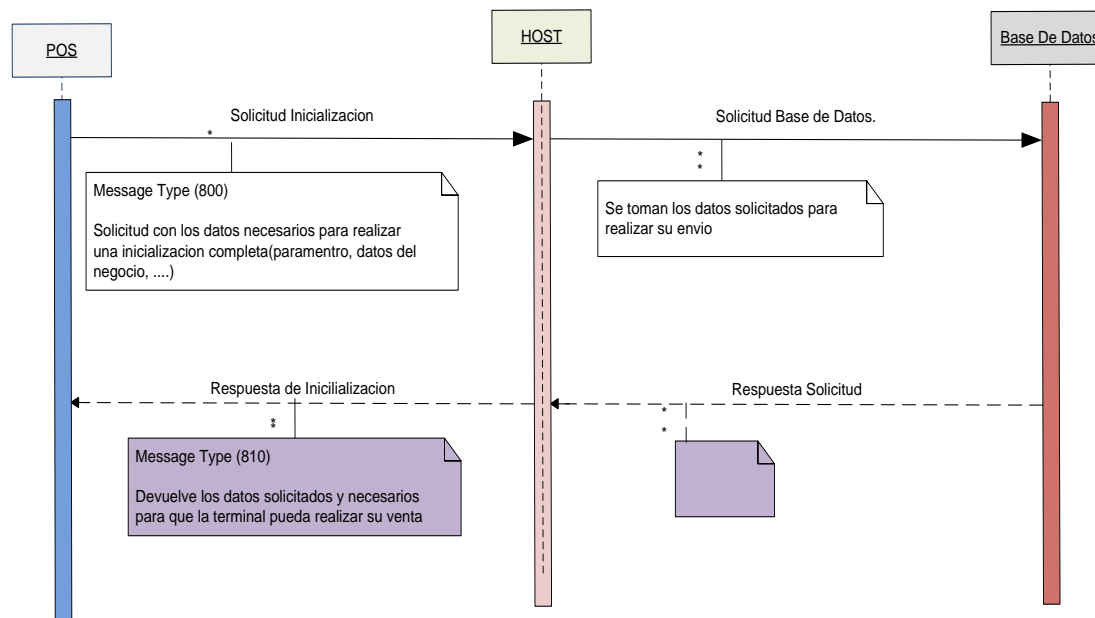 POS
HOST
Base De Datos
Solicitud Inicializacion
Solicitud Base de Datos.
*
*
*
Message Type (800)
Solicitud con los datos necesarios para realizar
una inicializacion completa(paramentro, datos del
negocio, ....)
Se toman los datos solicitados para
realizar su envio
Respuesta de Inicilializacion
Respuesta Solicitud
*
*
*
*
Message Type (810)
Devuelve los datos solicitados y necesarios
para que la terminal pueda realizar su venta